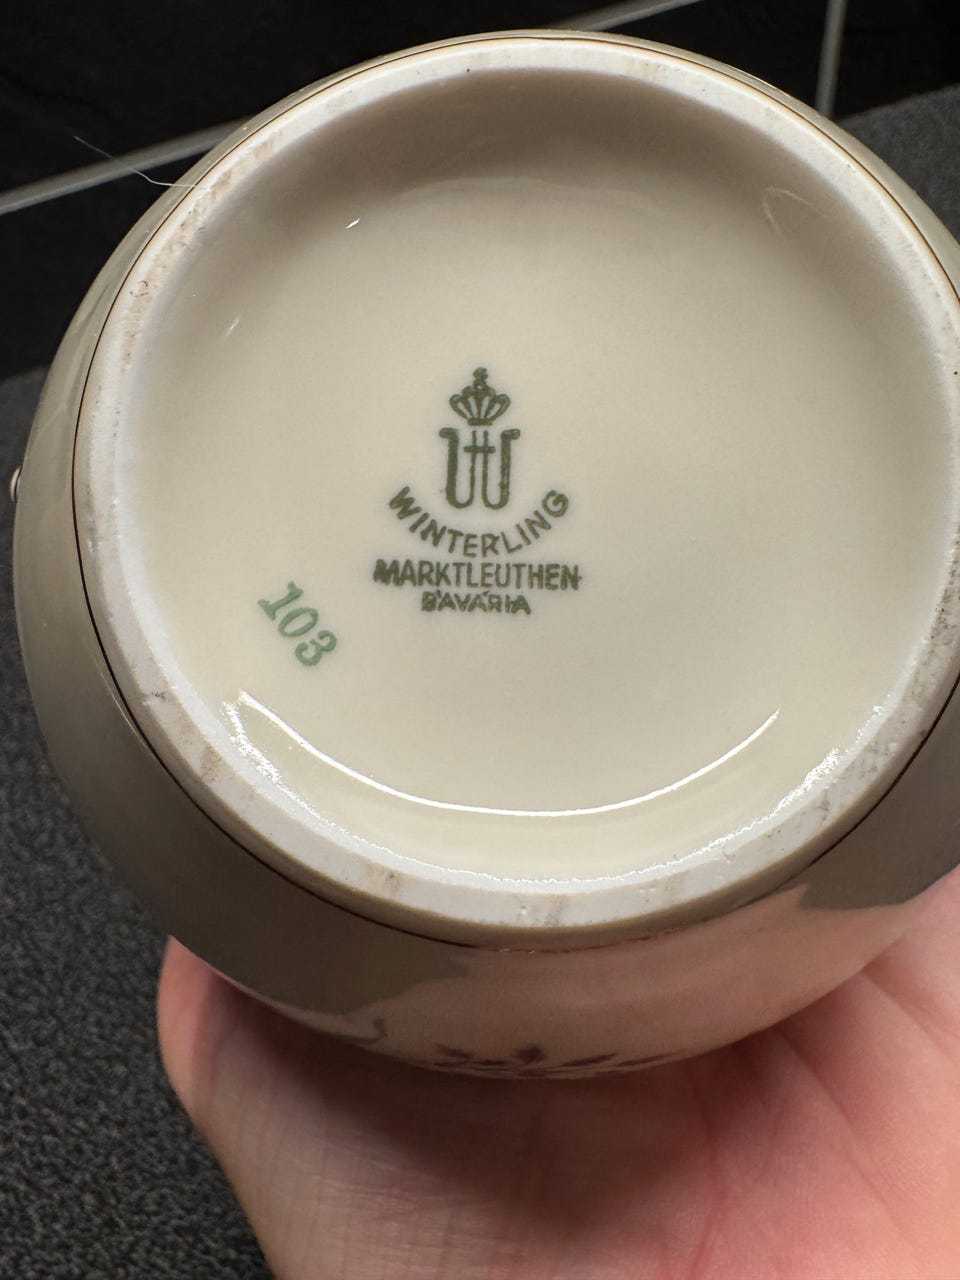 WINTERLING
MARKTLEUTHEN
BAVARIA
103